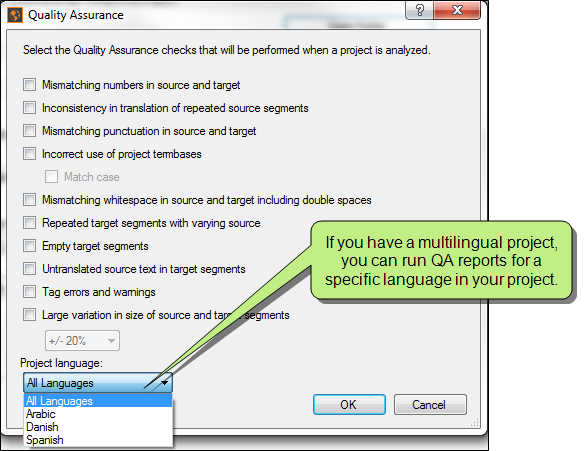 Quality Assurance
?
Select the Quality Assurance checks that will be performed when a project is analyzed.
Mismatching numbers in source and target
Inconsistency in translation of repeated source segments
Mismatching punctuation in source and target
Incorrect use of project termbases
Match case
Mismatching whitespace in source and target including double spaces
Repeated target segments with varying source
Empty target segments
Untranslated source text in target segments
Tag errors and warnings
Large variation in size of source and target segments
+/- 20%
If you have a multilingual project,
you can run QA reports for a
specific language in your project.
Project language:
All Languages
All Languages
Arabic
Danish
Spanish
OK
Cancel